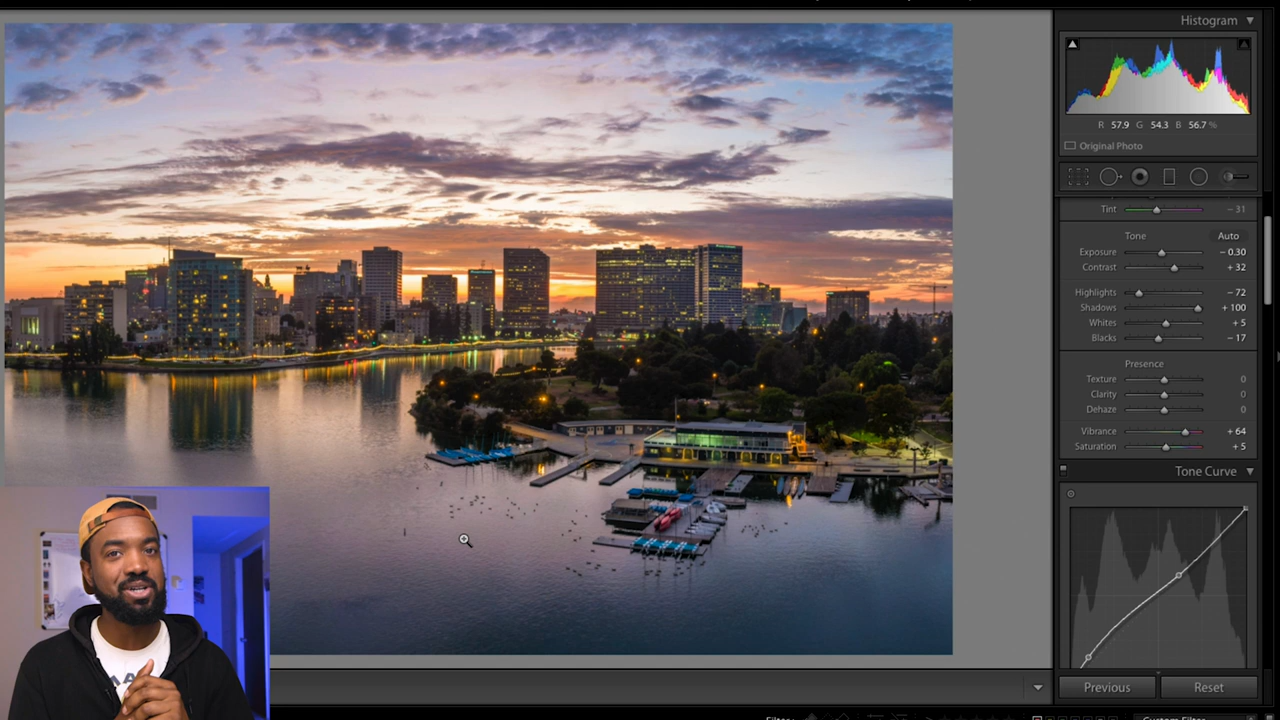 Histogram
R 57.9 G 54.3 B 56.7 %
Original Photo
Tint − 31
Tone Auto
Exposure − 0.30
Contrast + 32
Highlights − 72
Shadows + 100
Whites + 5
Blacks − 17
Presence
Texture 0
Clarity 0
Dehaze 0
Vibrance + 64
Saturation + 5
Tone Curve
Previous Reset